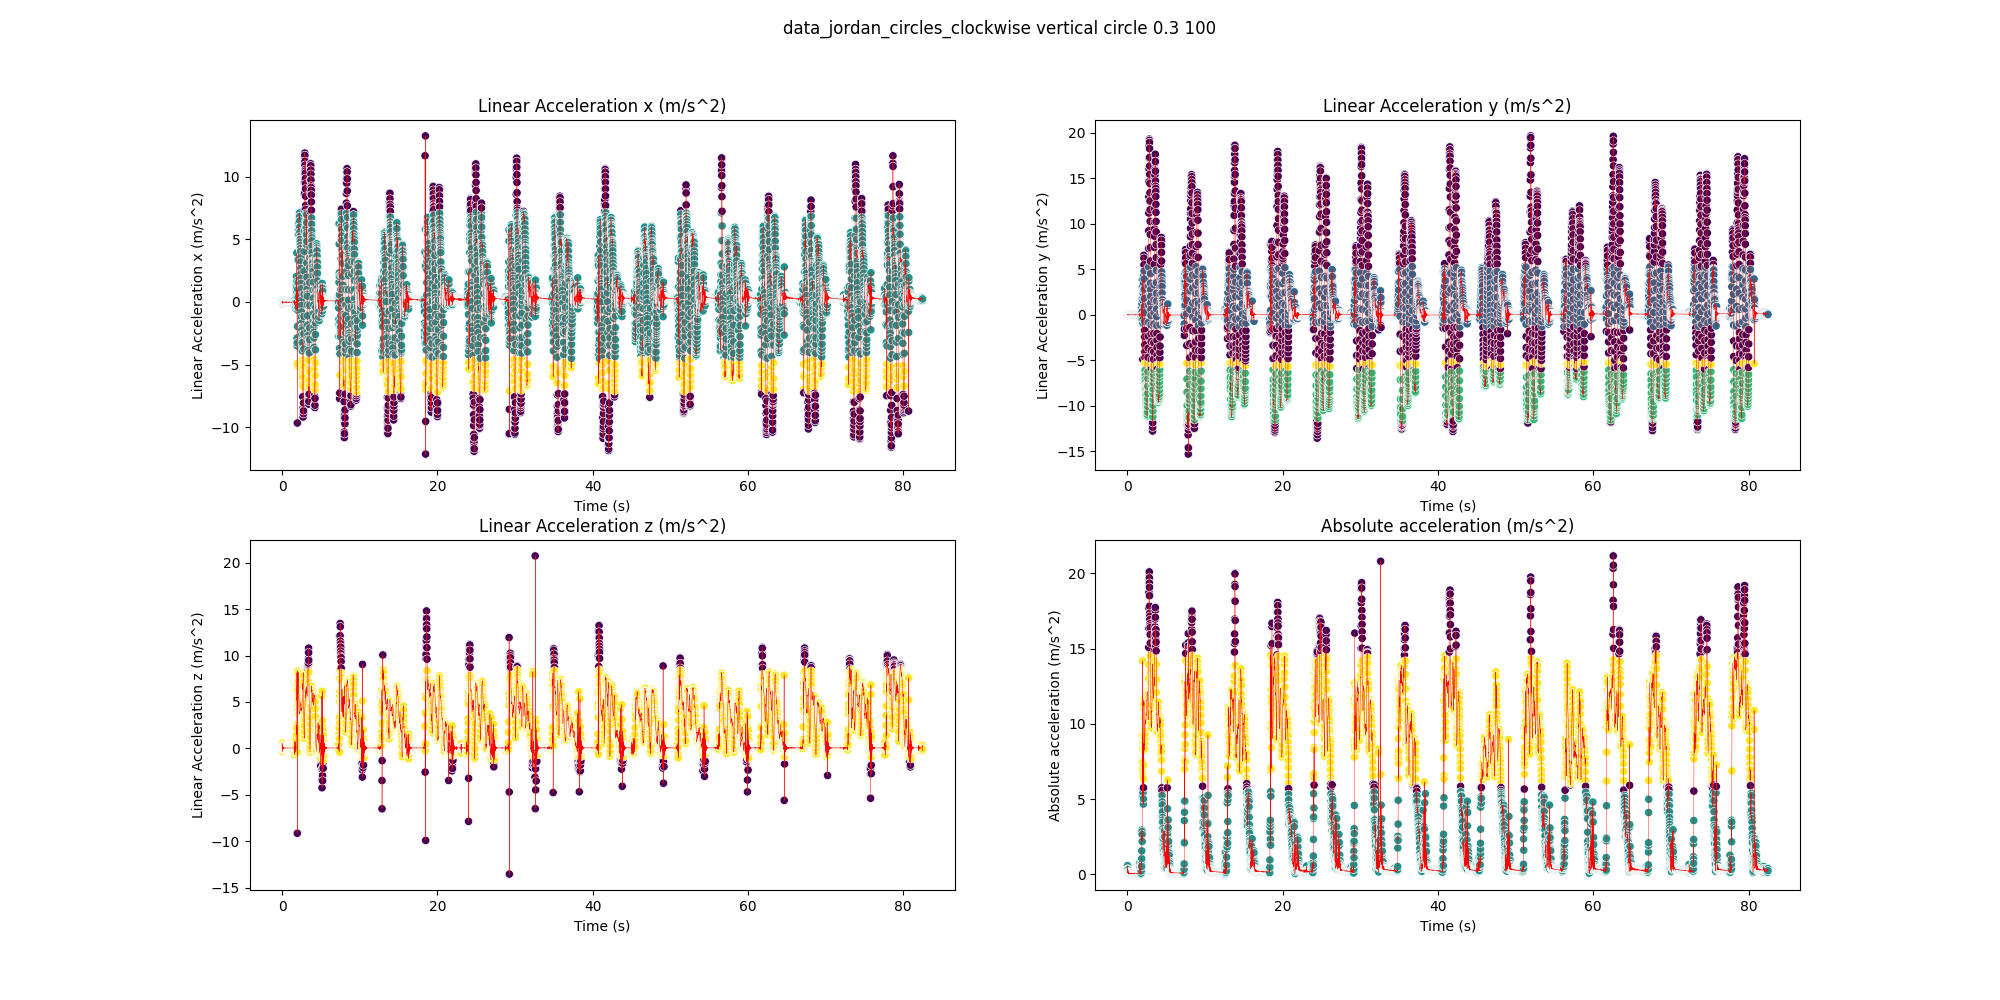 data_jordan_circles_clockwise vertical circle 0.3 100
Linear Acceleration x (m/s^2)
Linear Acceleration x (m/s^2)
10
5
0
−5
−10
0 20 40 60 80
Time (s)
Linear Acceleration y (m/s^2)
Linear Acceleration y (m/s^2)
20
15
10
5
0
−5
−10
−15
0 20 40 60 80
Time (s)
Linear Acceleration z (m/s^2)
Linear Acceleration z (m/s^2)
20
15
10
5
0
−5
−10
−15
0 20 40 60 80
Time (s)
Absolute acceleration (m/s^2)
Absolute acceleration (m/s^2)
20
15
10
5
0
0 20 40 60 80
Time (s)